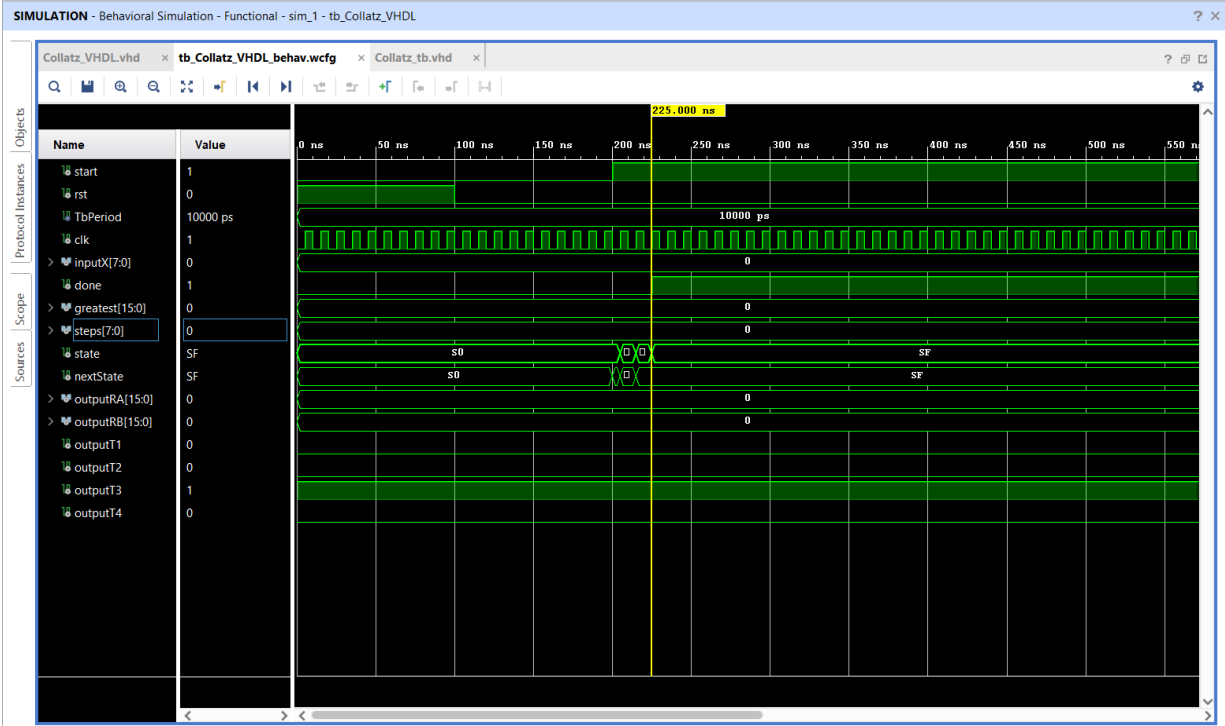 SIMULATION - Behavioral Simulation - Functional - sim_1 - tb_Collatz_VHDL
Collatz_VHDL.vhd
tb_Collatz_VHDL_behav.wcfg
Collatz_tb.vhd
Objects
Protocol Instances
Scope
Sources
225.000 ns
Name Value
0 ns 50 ns 100 ns 150 ns 200 ns 250 ns 300 ns 350 ns 400 ns 450 ns 500 ns 550 n
start 1
rst 0
TbPeriod 10000 ps 10000 ps
clk 1
inputX[7:0] 0 0
done 1
greatest[15:0] 0 0
steps[7:0] 0 0
state SF S0 SF
nextState SF S0 SF
outputRA[15:0] 0 0
outputRB[15:0] 0 0
outputT1 0
outputT2 0
outputT3 1
outputT4 0